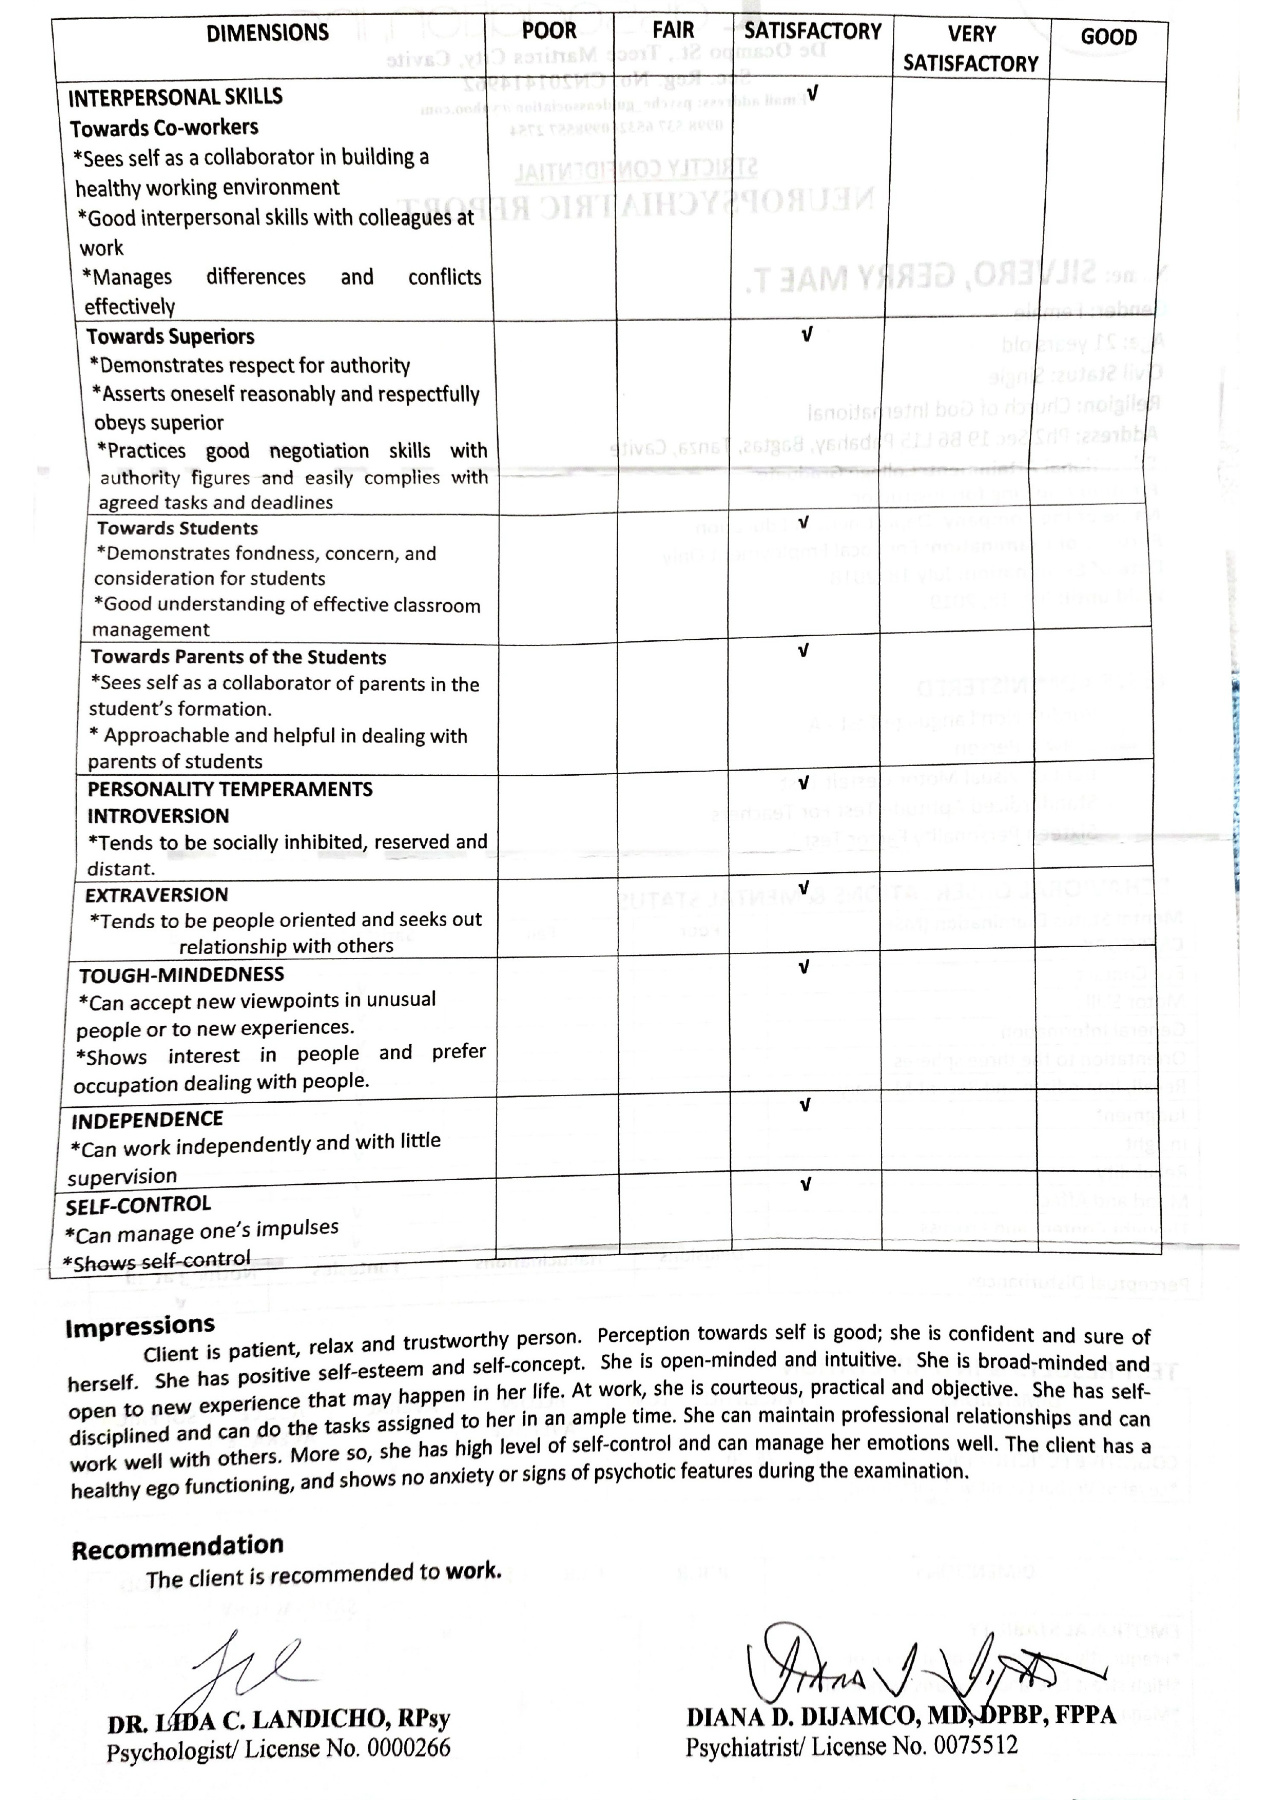 DIMENSIONS POOR FAIR SATISFACTORY VERY SATISFACTORY GOOD
INTERPERSONAL SKILLS √
Towards Co-workers
*Sees self as a collaborator in building a
healthy working environment
*Good interpersonal skills with colleagues at
work
*Manages differences and conflicts
effectively
Towards Superiors √
*Demonstrates respect for authority
*Asserts oneself reasonably and respectfully
obeys superior
*Practices good negotiation skills with
authority figures and easily complies with
agreed tasks and deadlines
Towards Students √
*Demonstrates fondness, concern, and
consideration for students
*Good understanding of effective classroom
management
Towards Parents of the Students √
*Sees self as a collaborator of parents in the
student's formation.
* Approachable and helpful in dealing with
parents of students
PERSONALITY TEMPERAMENTS √
INTROVERSION
*Tends to be socially inhibited, reserved and
distant.
EXTRAVERSION √
*Tends to be people oriented and seeks out
relationship with others
TOUGH-MINDEDNESS √
*Can accept new viewpoints in unusual
people or to new experiences.
*Shows interest in people and prefer
occupation dealing with people.
INDEPENDENCE √
*Can work independently and with little
supervision
SELF-CONTROL √
*Can manage one's impulses
*Shows self-control
Impressions
Client is patient, relax and trustworthy person. Perception towards self is good; she is confident and sure of
herself. She has positive self-esteem and self-concept. She is open-minded and intuitive. She is broad-minded and
open to new experience that may happen in her life. At work, she is courteous, practical and objective. She has self-
disciplined and can do the tasks assigned to her in an ample time. She can maintain professional relationships and can
work well with others. More so, she has high level of self-control and can manage her emotions well. The client has a
healthy ego functioning, and shows no anxiety or signs of psychotic features during the examination.
Recommendation
The client is recommended to work.
DR. LIDA C. LANDICHO, RPsy
Psychologist/ License No. 0000266
DIANA D. DIJAMCO, MD, DPBP, FPPA
Psychiatrist/ License No. 0075512